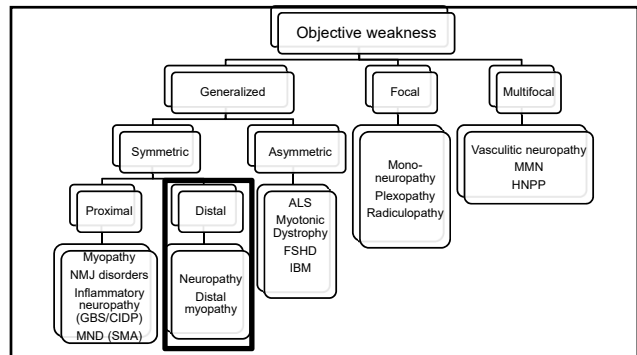 Objective weakness
Generalized
Focal
Multifocal
Symmetric
Asymmetric
Mono-
neuropathy
Plexopathy
Radiculopathy
Vasculitic neuropathy
MMN
HNPP
Proximal
Distal
ALS
Myotonic
Dystrophy
FSHD
IBM
Myopathy
NMJ disorders
Inflammatory
neuropathy
(GBS/CIDP)
MND (SMA)
Neuropathy
Distal
myopathy